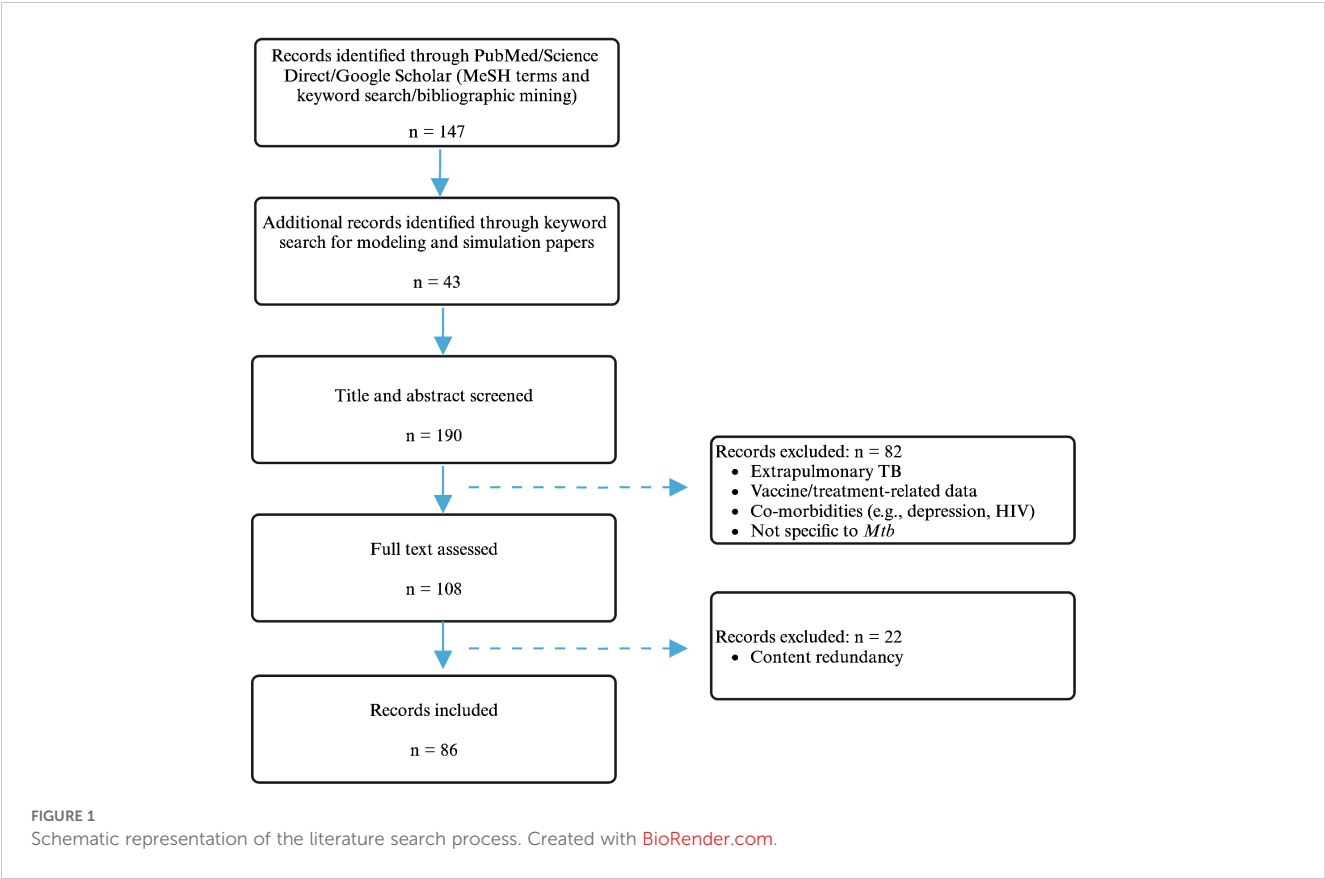 Records identified through PubMed/Science
Direct/Google Scholar (MeSH terms and
keyword search/bibliographic mining)
n = 147
Additional records identified through keyword
search for modeling and simulation papers
n = 43
Title and abstract screened
n = 190
Records excluded: n = 82
• Extrapulmonary TB
• Vaccine/treatment-related data
• Co-morbidities (e.g., depression, HIV)
• Not specific to Mtb
Full text assessed
n = 108
Records excluded: n = 22
• Content redundancy
Records included
n = 86
FIGURE 1
Schematic representation of the literature search process. Created with BioRender.com.